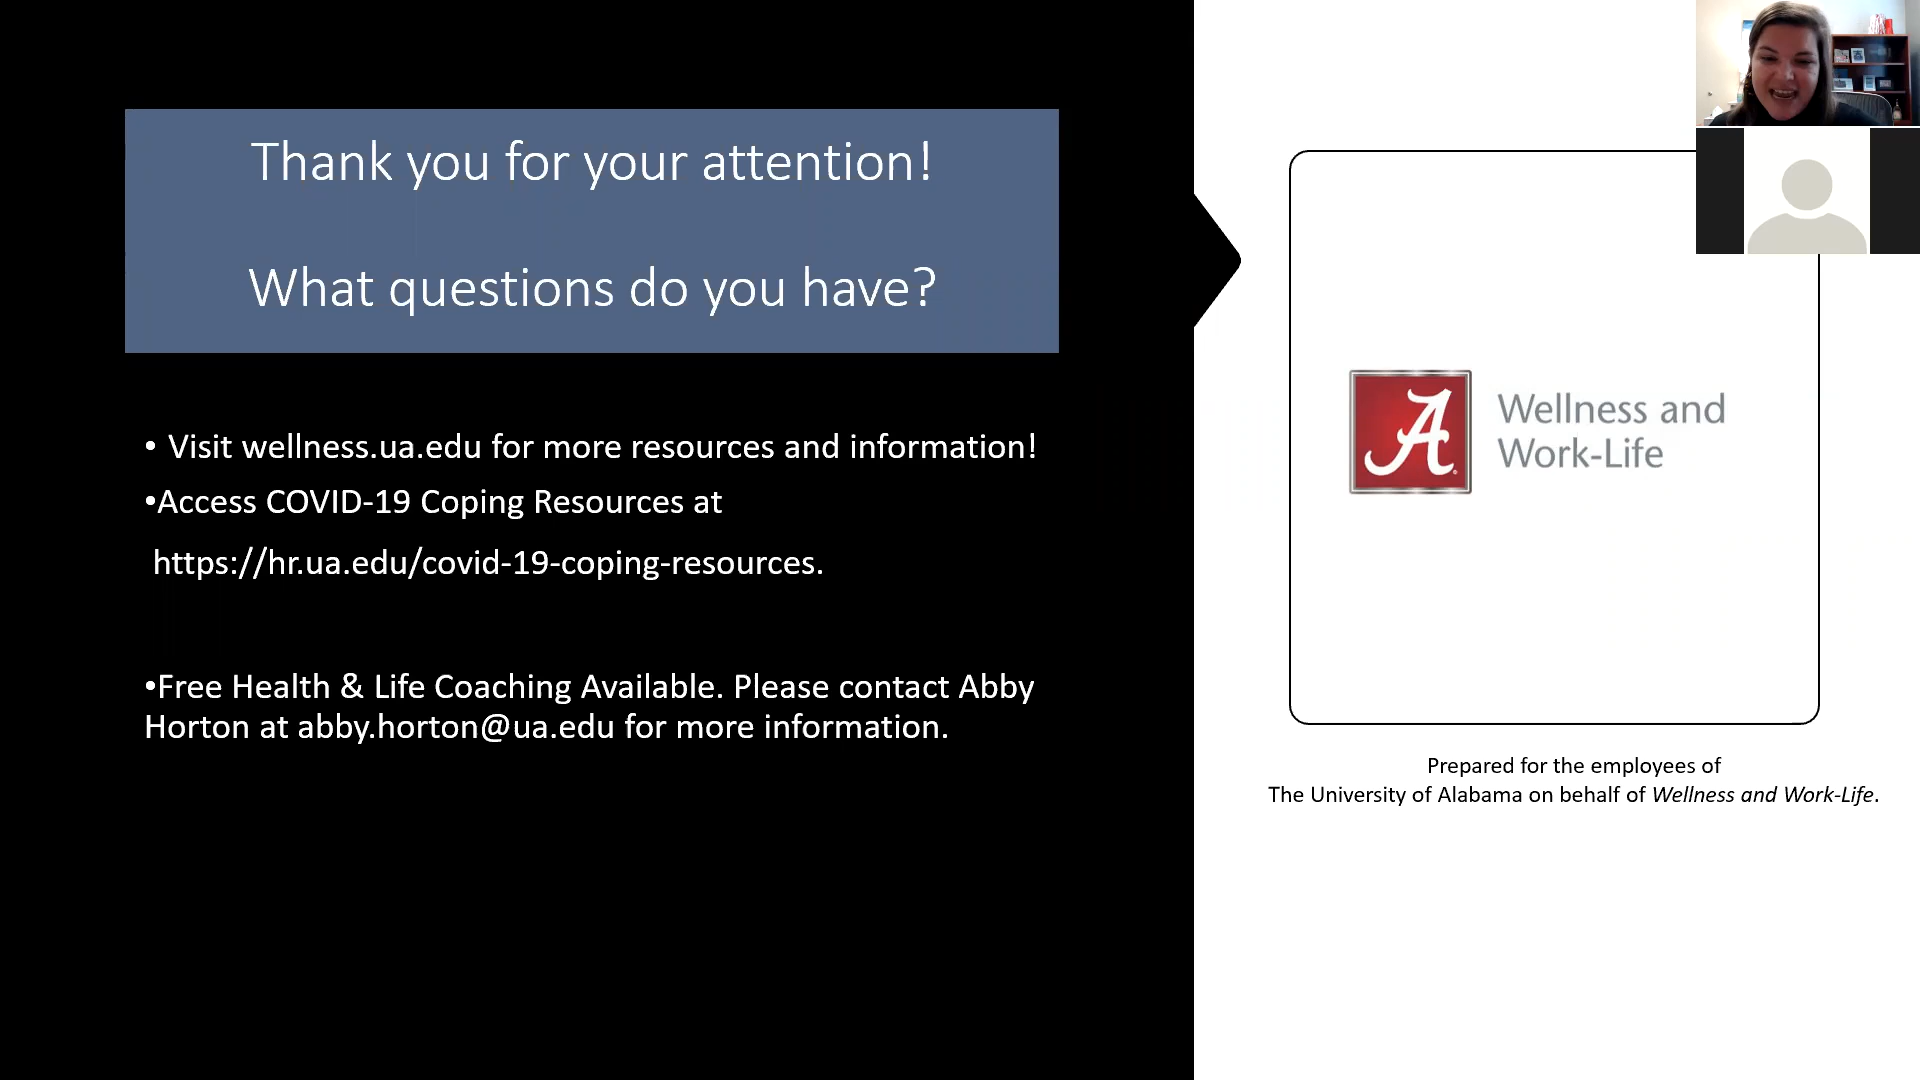 Thank you for your attention!
What questions do you have?
• Visit wellness.ua.edu for more resources and information!
•Access COVID-19 Coping Resources at
https://hr.ua.edu/covid-19-coping-resources.
•Free Health & Life Coaching Available. Please contact Abby
Horton at abby.horton@ua.edu for more information.
A
Wellness and
Work-Life
Prepared for the employees of
The University of Alabama on behalf of Wellness and Work-Life.